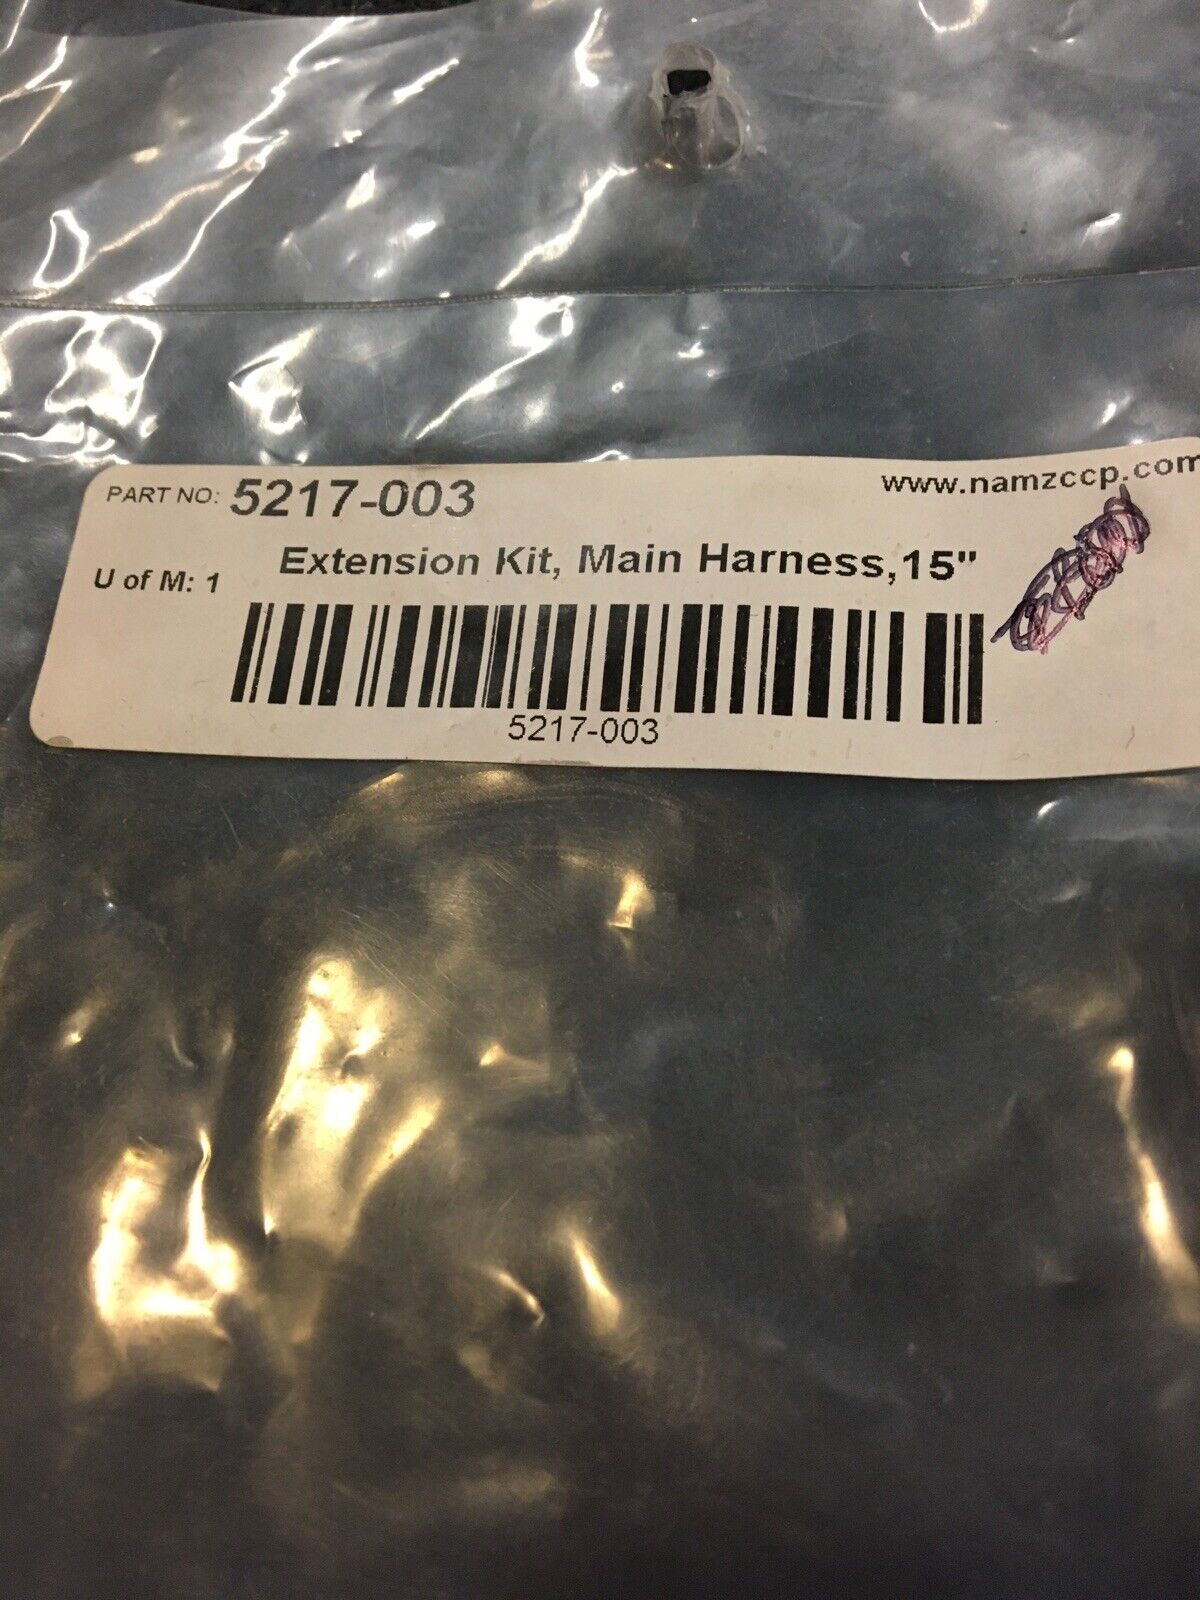 PART NO: 5217-003
www.namzccp.com
Extension Kit, Main Harness,15"
U of M: 1
5217-003